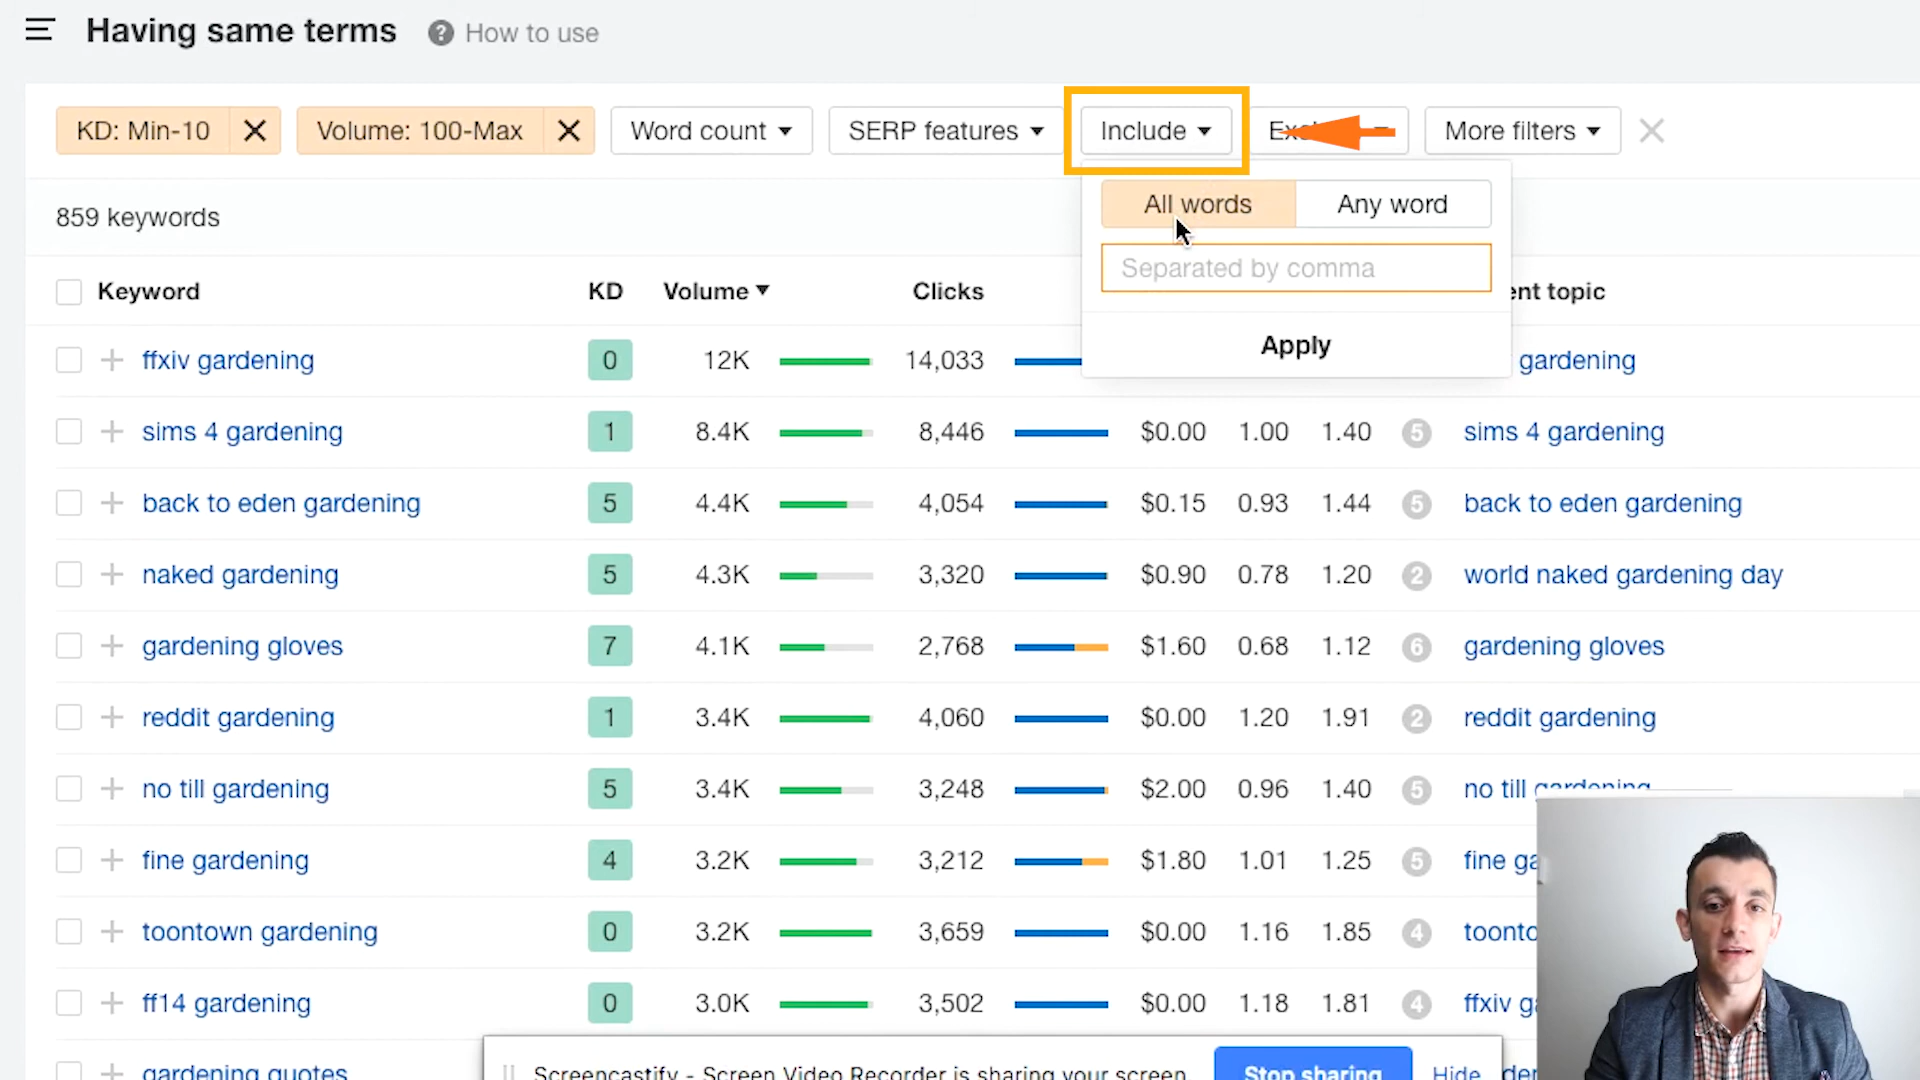 Having same terms ? How to use
KD: Min-10 Volume: 100-Max Word count SERP features Include More filters
All words Any word
859 keywords
Separated by comma
Keyword KD Volume Clicks topic
Apply
ffxiv gardening 0 12K 14,033 gardening
sims 4 gardening 1 8.4K 8,446 $0.00 1.00 1.40 5 sims 4 gardening
back to eden gardening 5 4.4K 4,054 $0.15 0.93 1.44 5 back to eden gardening
naked gardening 5 4.3K 3,320 $0.90 0.78 1.20 2 world naked gardening day
gardening gloves 7 4.1K 2,768 $1.60 0.68 1.12 6 gardening gloves
reddit gardening 1 3.4K 4,060 $0.00 1.20 1.91 2 reddit gardening
no till gardening 5 3.4K 3,248 $2.00 0.96 1.40 5 no till gardening
fine gardening 4 3.2K 3,212 $1.80 1.01 1.25 5 fine ga
toontown gardening 0 3.2K 3,659 $0.00 1.16 1.85 4 toonto
ff14 gardening 0 3.0K 3,502 $0.00 1.18 1.81 4 ffxiv g
gardening quotes
Screencastify - Screen Video Recorder is sharing your screen. Stop sharing Hide